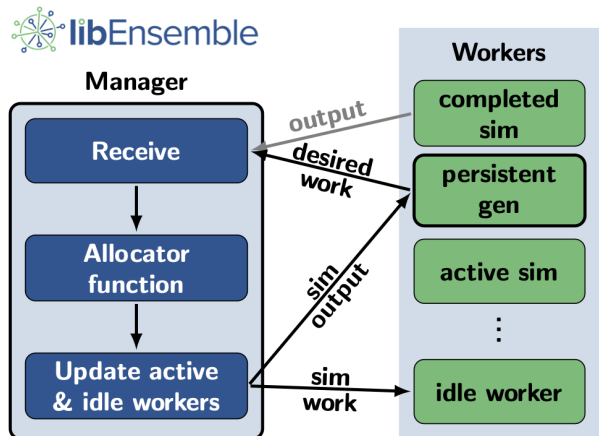 libEnsemble
Manager
Workers
Receive
Allocator
function
Update active
& idle workers
output
desired
work
sim
output
sim
work
completed
sim
persistent
gen
active sim
⋮
idle worker